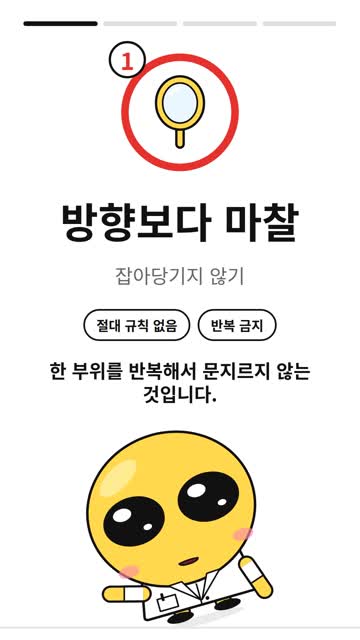 1
방향보다 마찰
잡아당기지 않기
절대 규칙 없음
반복 금지
한 부위를 반복해서 문지르지 않는
것입니다.